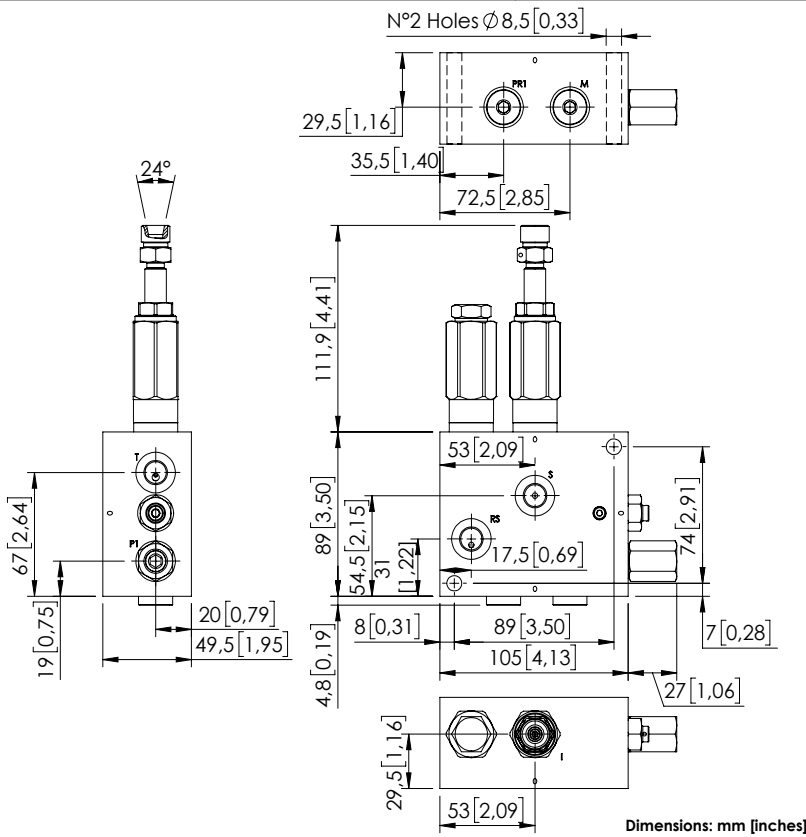 N°2 Holes Ø8,5[0,33]
PR1
M
29,5[1,16]
35,5[1,40]
72,5[2,85]
24°
111,9[4,41]
53[2,09]
T
S
RS
P1
67[2,64]
19[0,75]
89[3,50]
54,5[2,15]
31
[1,22]
17,5[0,69]
74[2,91]
20[0,79]
49,5[1,95]
4,8[0,19]
8[0,31]
89[3,50]
105[4,13]
7[0,28]
27[1,06]
29,5[1,16]
I
53[2,09]
Dimensions: mm [inches]